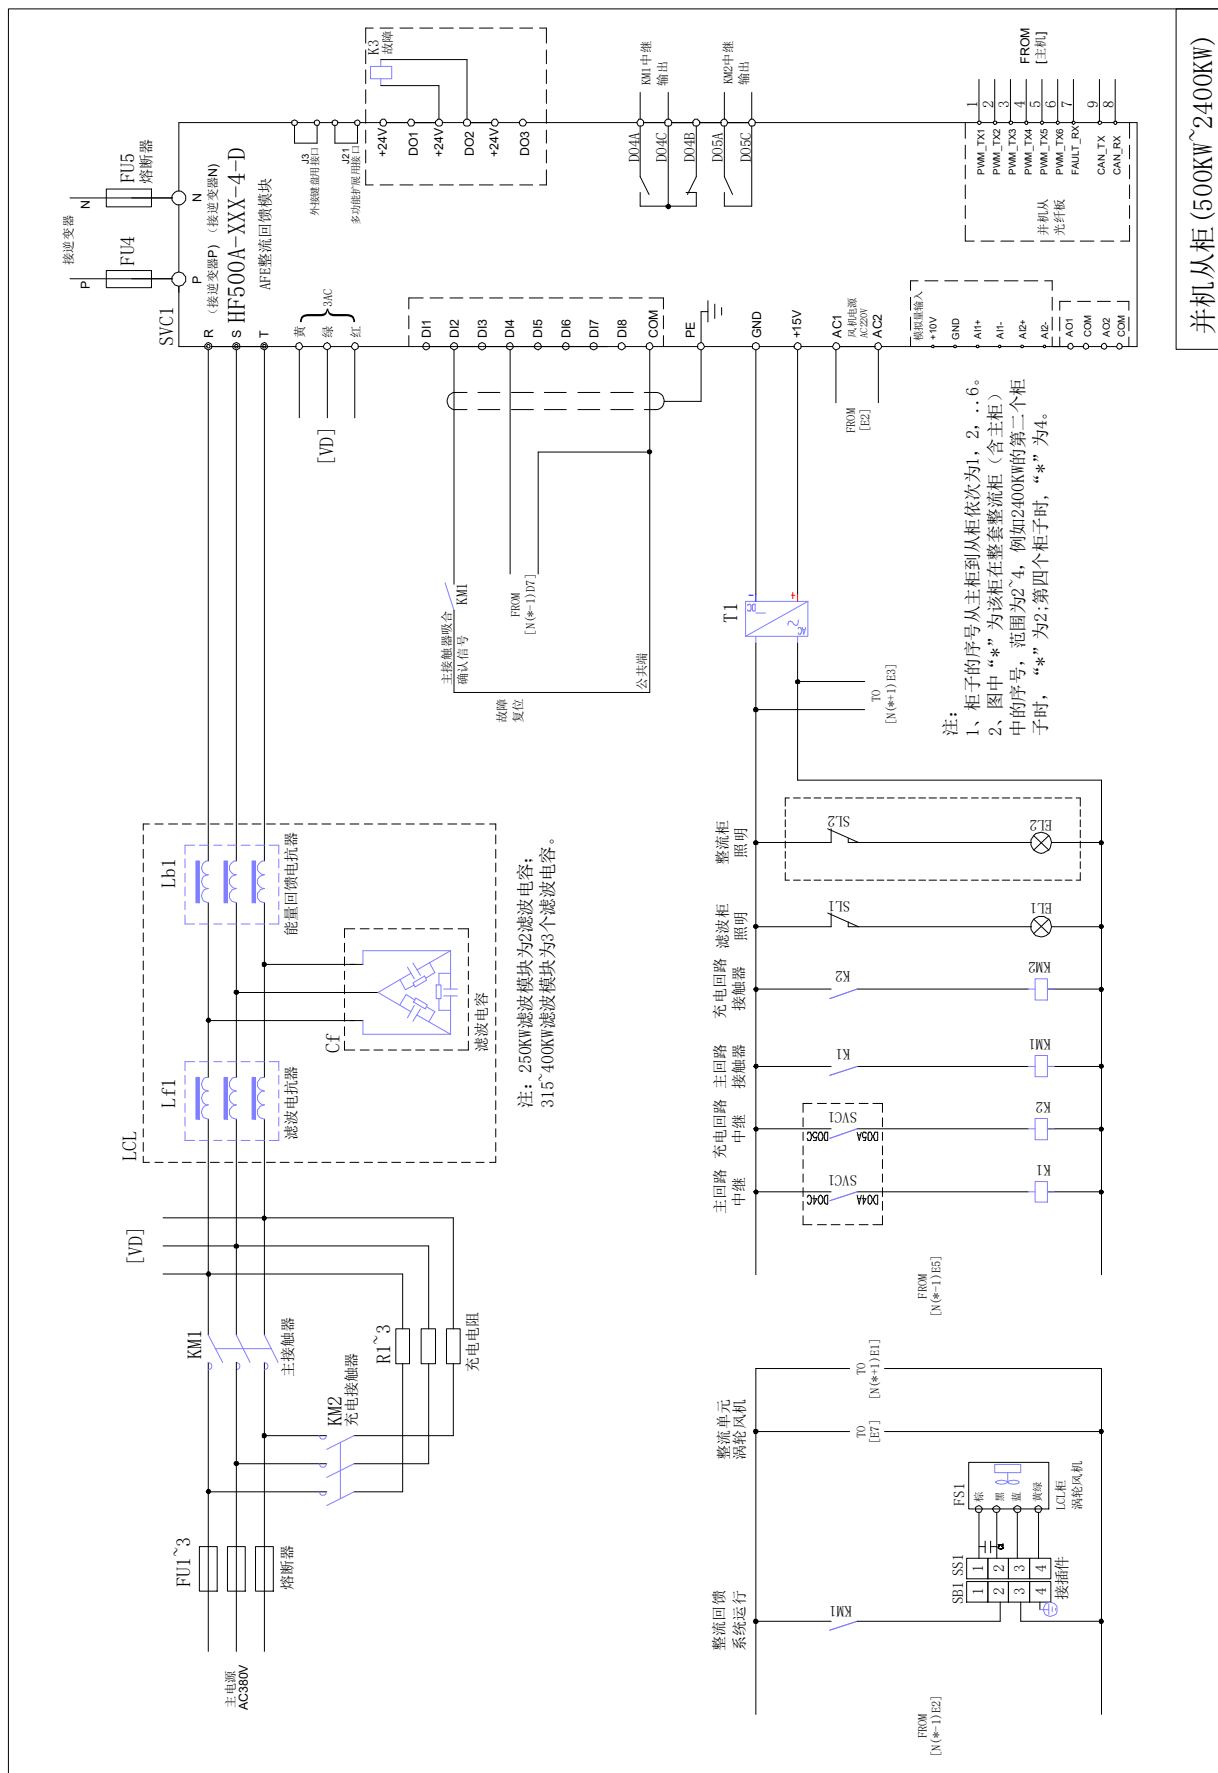 并机从柜(500KW~2400KW)
主电源
AC380V
FU1~3
熔断器
KM1
主接触器
KM2
充电接触器
R1~3
充电电阻
[VD]
LCL
Lf1
滤波电抗器
Cf
滤波电容
Lb1
能量回馈电抗器
注：250KW滤波模块为2滤波电容；
315~400KW滤波模块为3个滤波电容。
接逆变器
P
N
FU4
FU5
熔断器
SVC1
P
N
(接逆变器P)
(接逆变器N)
HF500A-XXX-4-D
AFE整流回馈模块
R
S
T
[VD]
黄
绿
红
3AC
J3
外接键盘用接口
J21
多功能扩展用接口
K3
故障
+24V
DO1
+24V
DO2
+24V
DO3
DI1
DI2
DI3
DI4
DI5
DI6
DI7
DI8
COM
PE
主接触器吸合
确认信号
KM1
FROM
[N(*-1)D7]
故障
复位
公共端
KM1中继
输出
KM2中继
输出
DO4A
DO4C
DO4B
DO5A
DO5C
GND
+15V
AC1
风机电源
AC220V
AC2
FROM
[E2]
模拟量输入
+10V
GND
AI1+
AI1-
AI2+
AI2-
AO1
COM
AO2
COM
FROM
[主机]
1
2
3
4
5
6
7
9
8
PWM_TX1
PWM_TX2
PWM_TX3
PWM_TX4
PWM_TX5
PWM_TX6
FAULT_RX
CAN_TX
CAN_RX
并机从
光纤板
T1
DC
AC
-
+
TO
[N(*+1)E3]
注：
1、柜子的序号从主柜到从柜依次为1，2，..6。
2、图中“*”为该柜在整套整流柜（含主柜）
中的序号，范围为2~4，例如2400KW的第二个柜
子时，“*”为2;第四个柜子时，“*”为4。
整流柜
照明
SL2
EL2
滤波柜
照明
SL1
EL1
充电回路
接触器
K2
KM2
主回路
接触器
K1
KM1
充电回路
中继
DO5C
SVC1
DO5A
K2
主回路
中继
DO4C
SVC1
DO4A
K1
FROM
[N(*-1)E5]
TO
[N(*+1)E1]
整流单元
涡轮风机
TO
[E7]
整流回馈
系统运行
KM1
FS1
棕
黑
蓝
黄绿
LCL柜
涡轮风机
SB1
SS1
1
2
3
4
1
2
3
4
接插件
FROM
[N(*-1)E2]